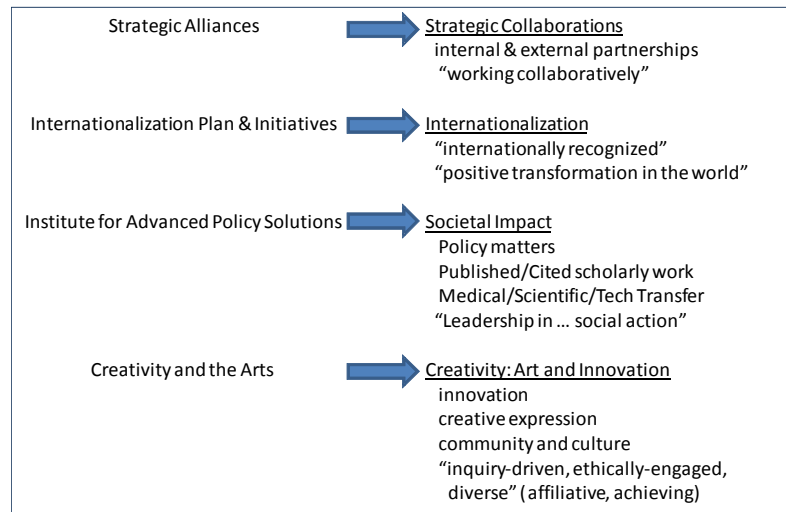 Strategic Alliances
Strategic Collaborations
internal & external partnerships
“working collaboratively”
Internationalization Plan & Initiatives
Internationalization
“internationally recognized”
“positive transformation in the world”
Institute for Advanced Policy Solutions
Societal Impact
Policy matters
Published/Cited scholarly work
Medical/Scientific/Tech Transfer
“Leadership in … social action”
Creativity and the Arts
Creativity: Art and Innovation
innovation
creative expression
community and culture
“inquiry-driven, ethically-engaged,
diverse” (affiliative, achieving)